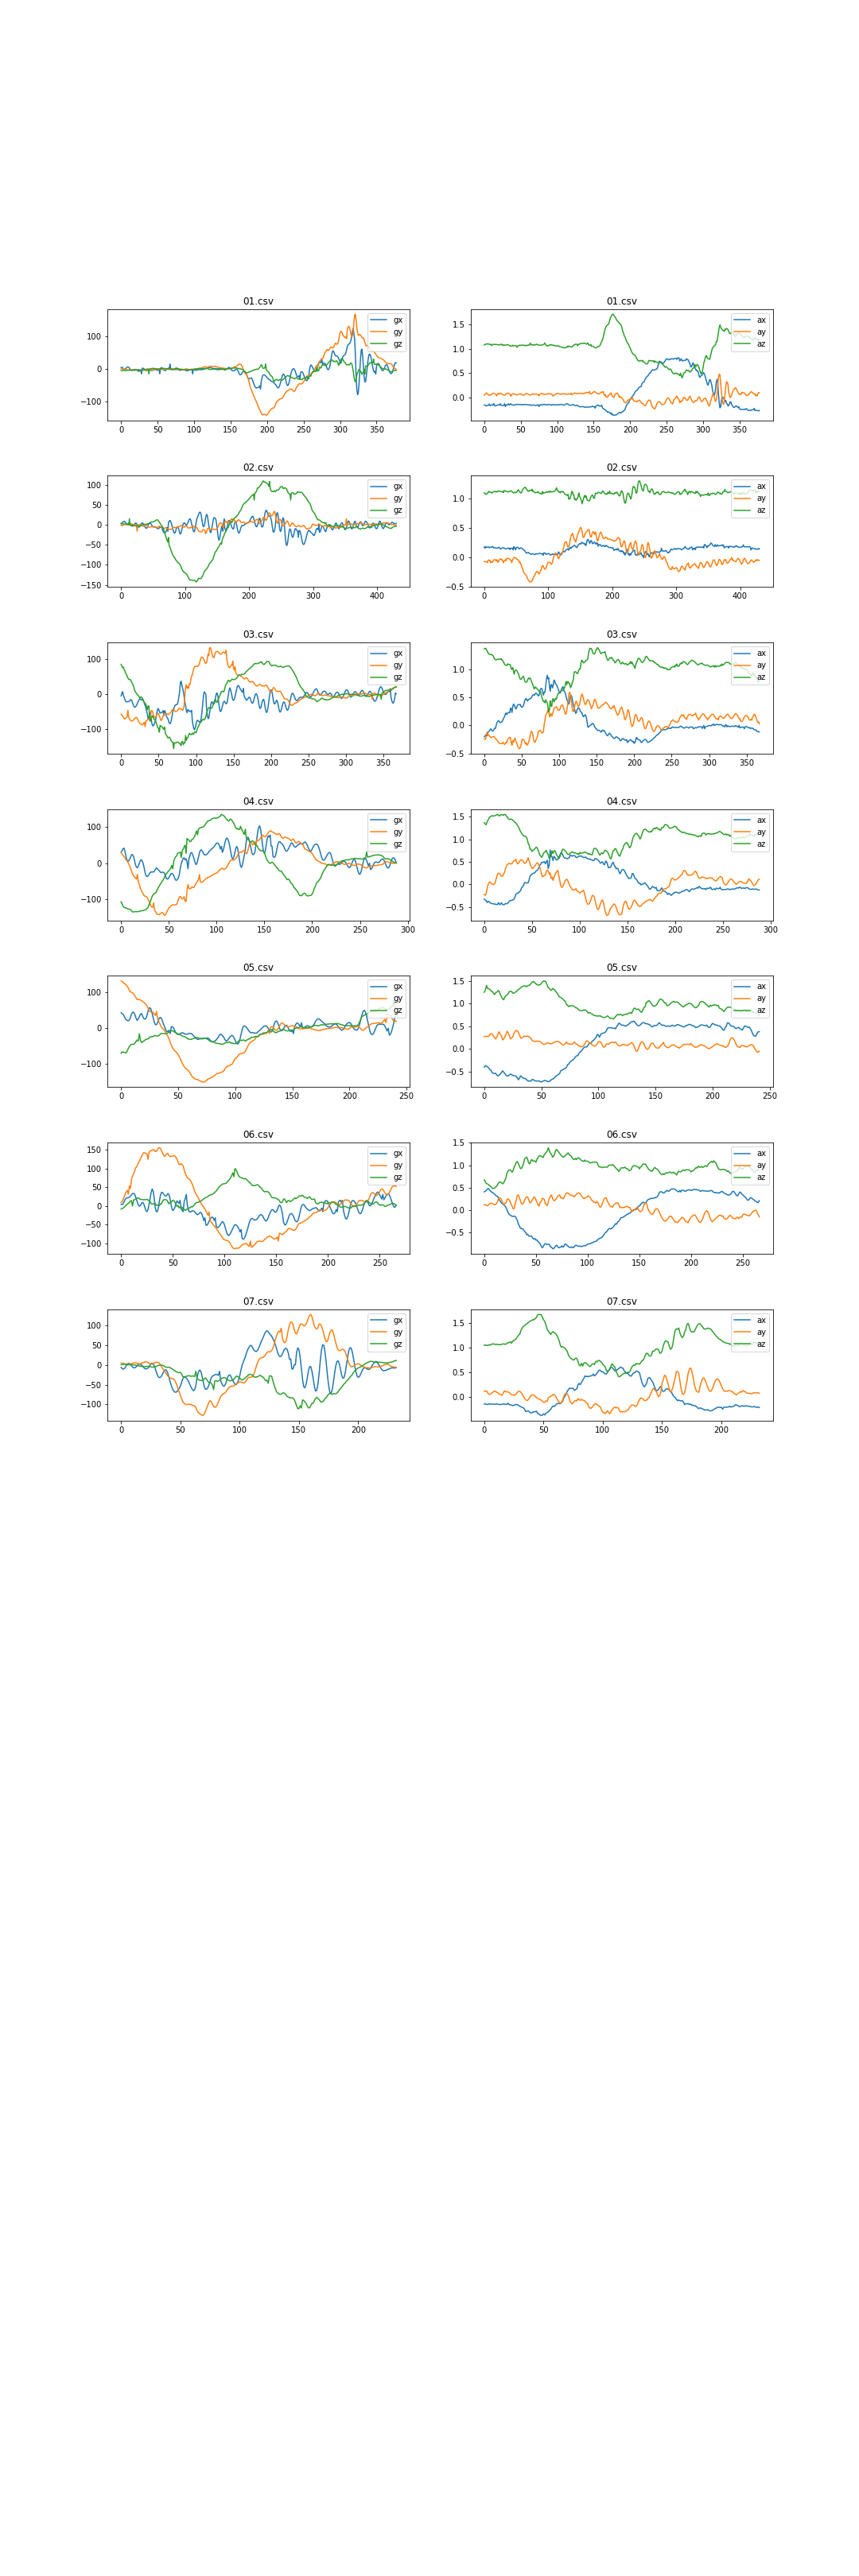 01.csv 01.csv
100 0 −100 gx gy gz 1.5 1.0 0.5 0.0 ax ay az
0 50 100 150 200 250 300 350 0 50 100 150 200 250 300 350
02.csv 02.csv
100 50 0 −50 −100 −150 gx gy gz 1.0 0.5 0.0 −0.5 ax ay az
0 100 200 300 400 0 100 200 300 400
03.csv 03.csv
100 0 −100 gx gy gz 1.0 0.5 0.0 −0.5 ax ay az
0 50 100 150 200 250 300 350 0 50 100 150 200 250 300 350
04.csv 04.csv
100 0 −100 gx gy gz 1.5 1.0 0.5 0.0 −0.5 ax ay az
0 50 100 150 200 250 300 0 50 100 150 200 250 300
05.csv 05.csv
100 0 −100 gx gy gz 1.5 1.0 0.5 0.0 −0.5 ax ay az
0 50 100 150 200 250 0 50 100 150 200 250
06.csv 06.csv
150 100 50 0 −50 −100 gx gy gz 1.5 1.0 0.5 0.0 −0.5 ax ay az
0 50 100 150 200 250 0 50 100 150 200 250
07.csv 07.csv
100 50 0 −50 −100 gx gy gz 1.5 1.0 0.5 0.0 ax ay az
0 50 100 150 200 0 50 100 150 200